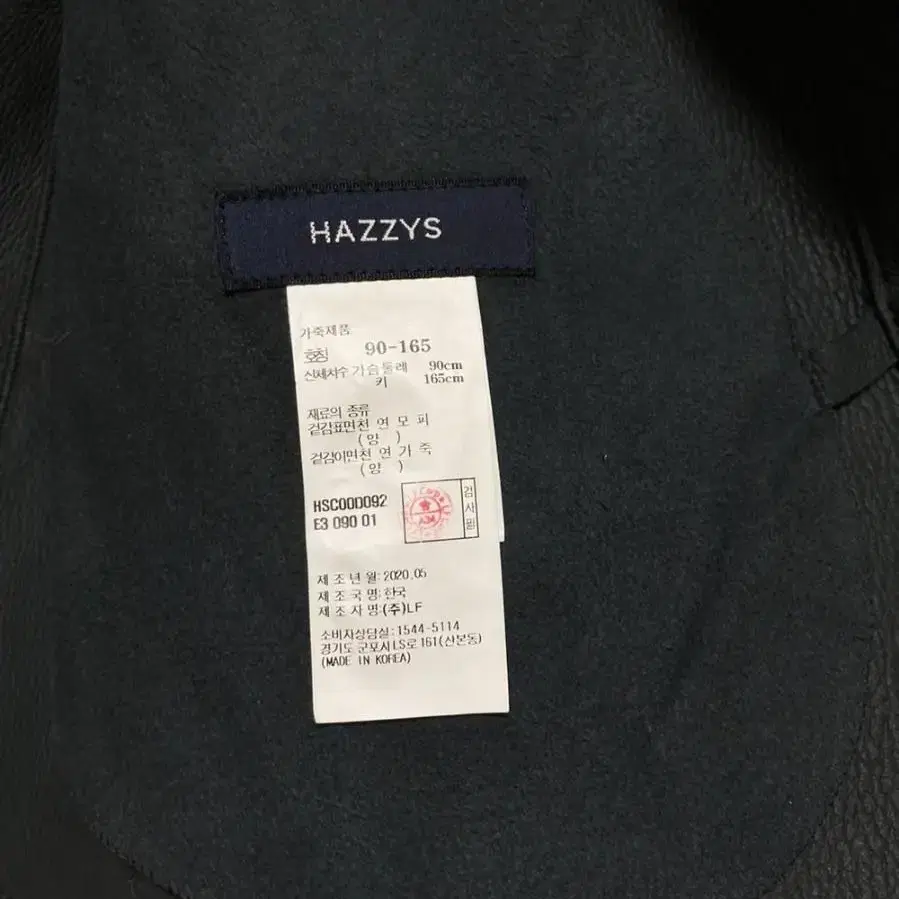 HAZZYS
가죽제품
호칭 90-165
신체치수 가슴둘레 90cm
키 165cm
재료의 종류
겉감표면천 연 모 피
(양 )
겉감이면천 연 가 죽
(양 )
HSC00D092
E3 090 01
검사필
제 조 년 월: 2020.05
제 조 국 명: 한국
제 조 자 명: (주)LF
소비자상담실: 1544-5114
경기도 군포시 LS로 161(산본동)
(MADE IN KOREA)